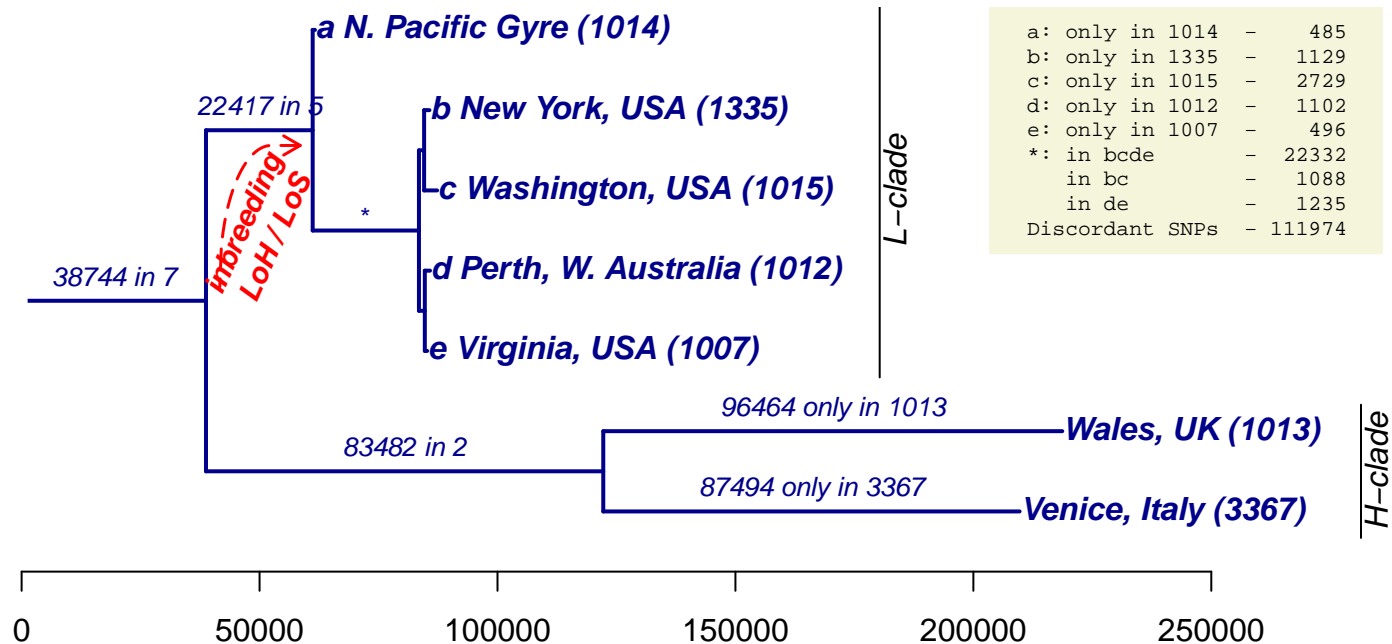 a N. Pacific Gyre (1014)
22417 in 5
b New York, USA (1335)
c Washington, USA (1015)
*
d Perth, W. Australia (1012)
e Virginia, USA (1007)
inbreeding
LoH / LoS
38744 in 7
L−clade
a: only in 1014 − 485
b: only in 1335 − 1129
c: only in 1015 − 2729
d: only in 1012 − 1102
e: only in 1007 − 496
*: in bcde − 22332
in bc − 1088
in de − 1235
Discordant SNPs − 111974
96464 only in 1013
Wales, UK (1013)
83482 in 2
87494 only in 3367
Venice, Italy (3367)
H−clade
0 50000 100000 150000 200000 250000